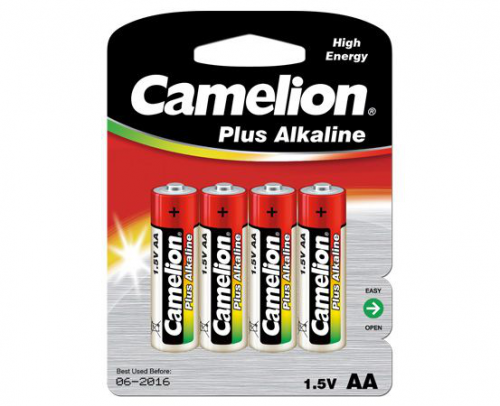 High
Energy
Camelion®
Plus Alkaline
+ + + +
1.5V AA
Camelion
Plus Alkaline
1.5V AA
Camelion
Plus Alkaline
1.5V AA
Camelion
Plus Alkaline
1.5V AA
Camelion
Plus Alkaline
EASY
OPEN
Best Used Before:
06-2016
1.5V AA